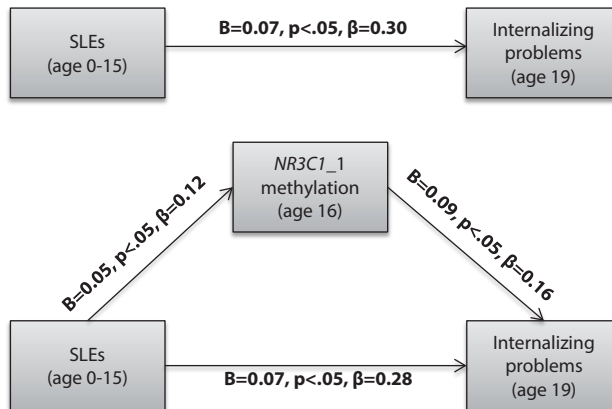 SLEs
(age 0-15)
B=0.07, p<.05, β=0.30
Internalizing
problems
(age 19)
NR3C1_1
methylation
(age 16)
B=0.05, p<.05, β=0.12
B=0.09, p<.05, β=0.16
SLEs
(age 0-15)
B=0.07, p<.05, β=0.28
Internalizing
problems
(age 19)